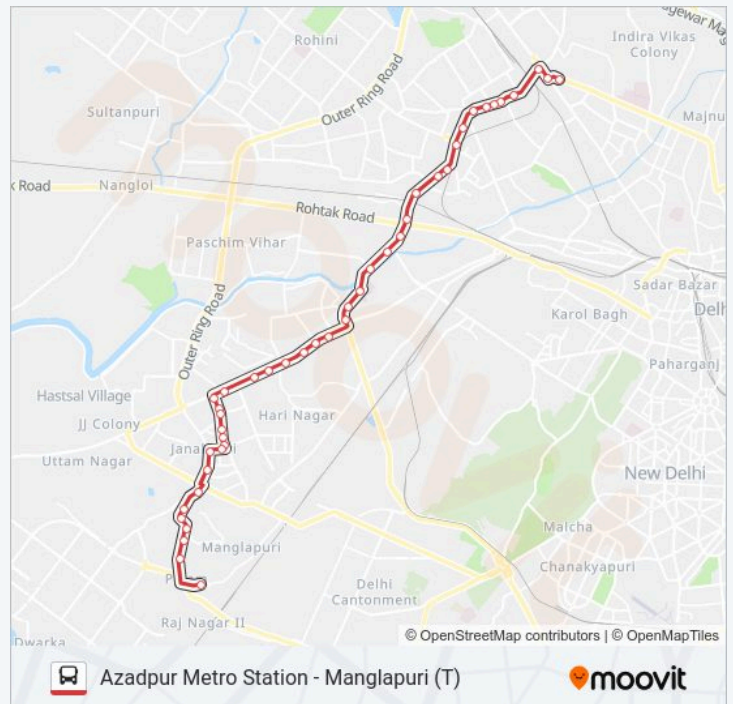 agewar Ma
Rohini
Indira Vikas
Colony
Outer Ring Road
Sultanpuri
Majnu
k Road
Nangloi
Rohtak Road
Paschim Vihar
Sadar Bazar
Delh
Karol Bagh
Outer Ring Road
Paharganj
Hastsal Village
Hari Nagar
JJ Colony
Uttam Nagar
New Delhi
Malcha
Manglapuri
Chanakyapuri
Delhi
Cantonment
Raj Nagar II
Dwarka
© OpenStreetMap contributors | © OpenMapTiles
Azadpur Metro Station - Manglapuri (T)
moovit